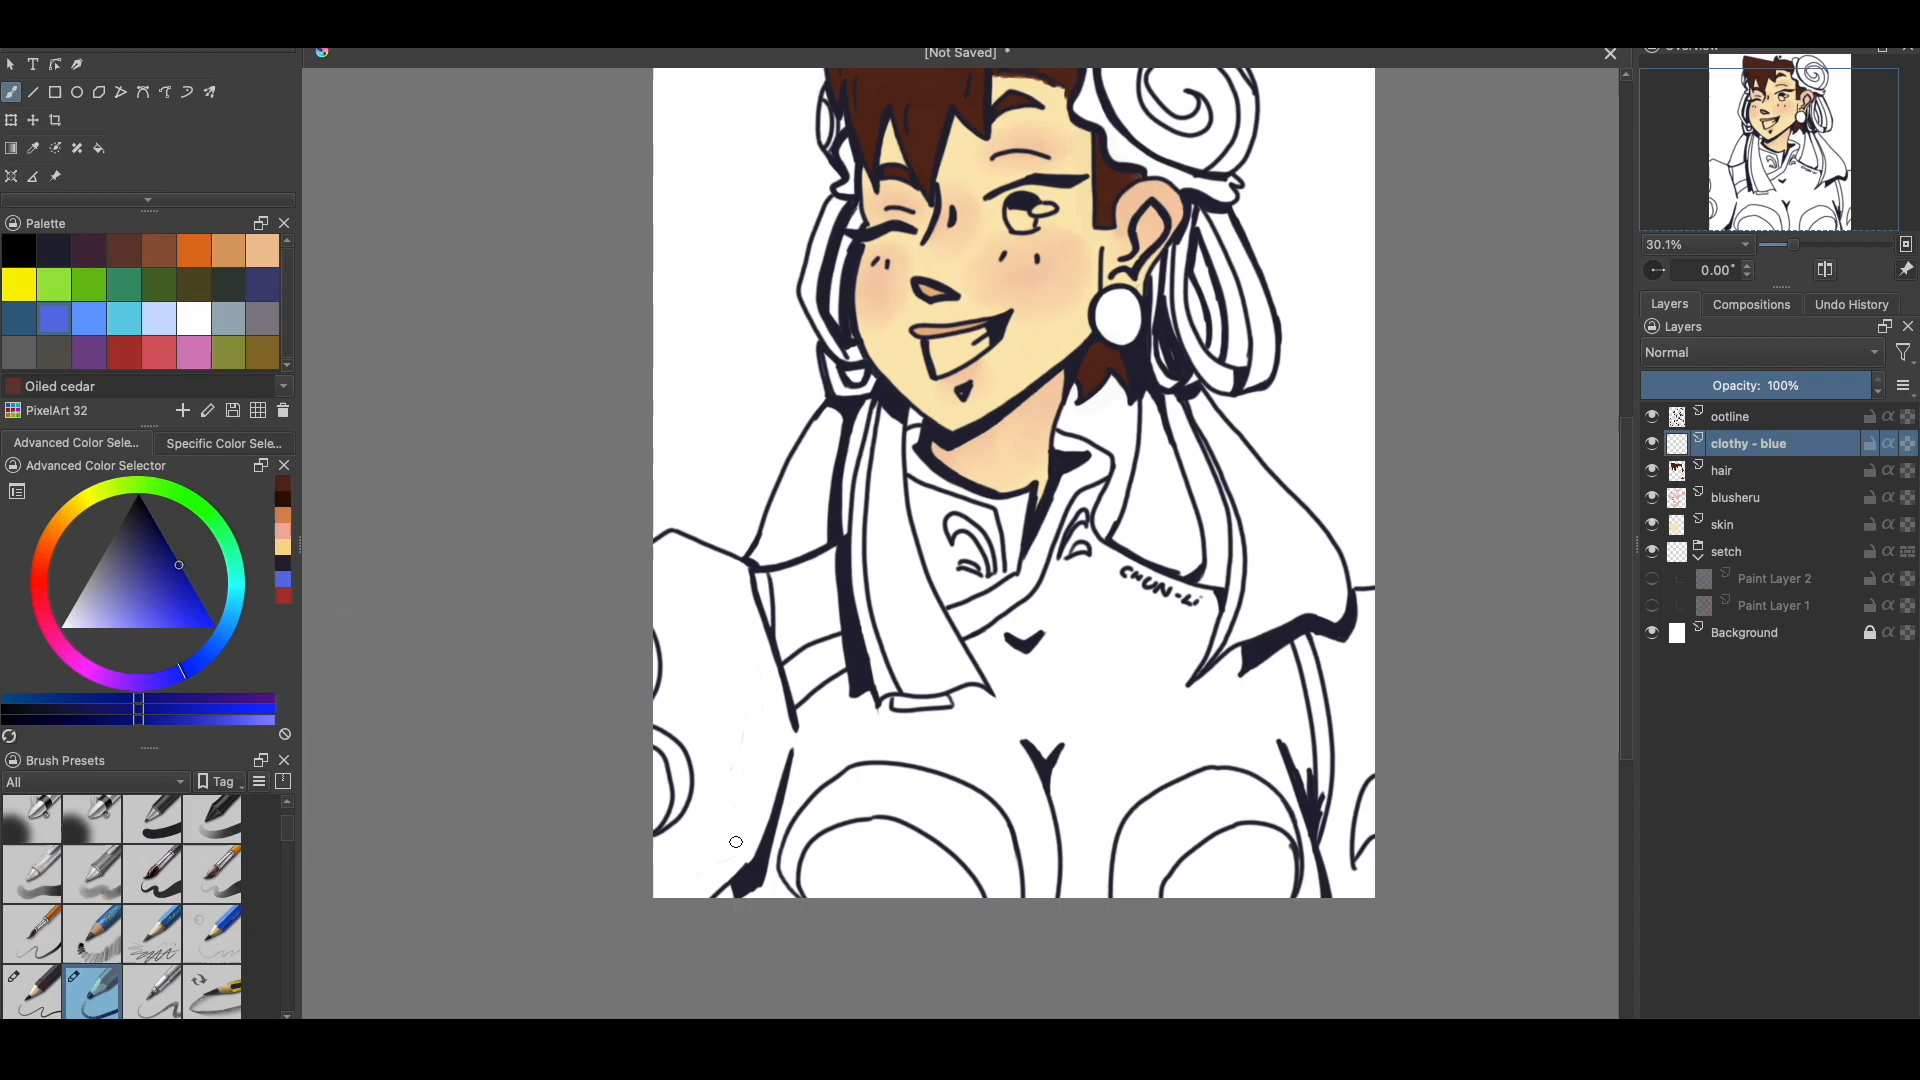 [Not Saved] *
Overview
Palette
Oiled cedar
PixelArt 32
Advanced Color Sele...
Specific Color Sele...
Advanced Color Selector
Brush Presets
All
Tag
CHUN-Li
30.1%
0.00°
Layers
Compositions
Undo History
Layers
Normal
Opacity: 100%
ootline
clothy - blue
hair
blusheru
skin
setch
Paint Layer 2
Paint Layer 1
Background